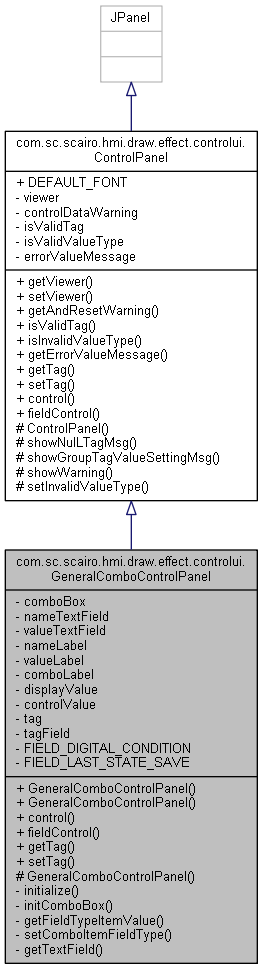 JPanel
com.sc.scairo.hmi.draw.effect.controlui.
ControlPanel
+ DEFAULT_FONT
- viewer
- controlDataWarning
- isValidTag
- isValidValueType
- errorValueMessage
+ getViewer()
+ setViewer()
+ getAndResetWarning()
+ isValidTag()
+ isInvalidValueType()
+ getErrorValueMessage()
+ getTag()
+ setTag()
+ control()
+ fieldControl()
# ControlPanel()
# showNulLTagMsg()
# showGroupTagValueSettingMsg()
# showWarning()
# setInvalidValueType()
com.sc.scairo.hmi.draw.effect.controlui.
GeneralComboControlPanel
- comboBox
- nameTextField
- valueTextField
- nameLabel
- valueLabel
- comboLabel
- displayValue
- controlValue
- tag
- tagField
- FIELD_DIGITAL_CONDITION
- FIELD_LAST_STATE_SAVE
+ GeneralComboControlPanel()
+ GeneralComboControlPanel()
+ control()
+ fieldControl()
+ getTag()
+ setTag()
# GeneralComboControlPanel()
- initialize()
- initComboBox()
- getFieldTypeItemValue()
- setComboItemFieldType()
- getTextField()